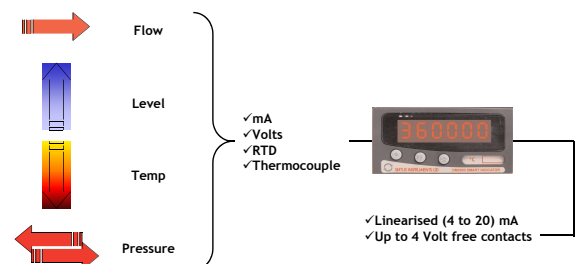 Flow
Level
Temp
Pressure
✓mA
✓Volts
✓RTD
✓Thermocouple
360000
°C
✓Linearised (4 to 20) mA
✓Up to 4 Volt free contacts